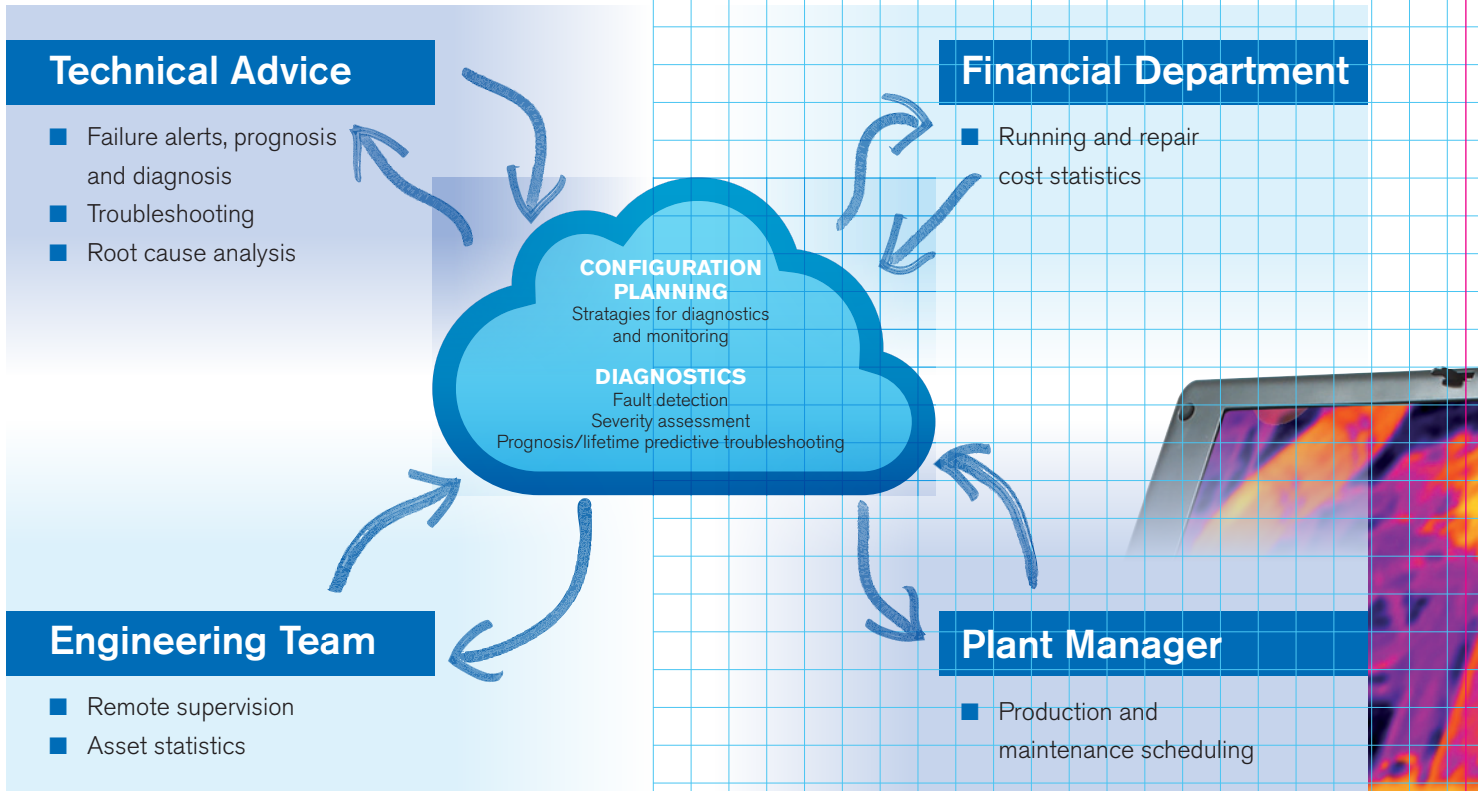 Technical Advice
Failure alerts, prognosis
and diagnosis
Troubleshooting
Root cause analysis
Financial Department
Running and repair
cost statistics
CONFIGURATION
PLANNING
Stratagies for diagnostics
and monitoring
DIAGNOSTICS
Fault detection
Severity assessment
Prognosis/lifetime predictive troubleshooting
Engineering Team
Remote supervision
Asset statistics
Plant Manager
Production and
maintenance scheduling